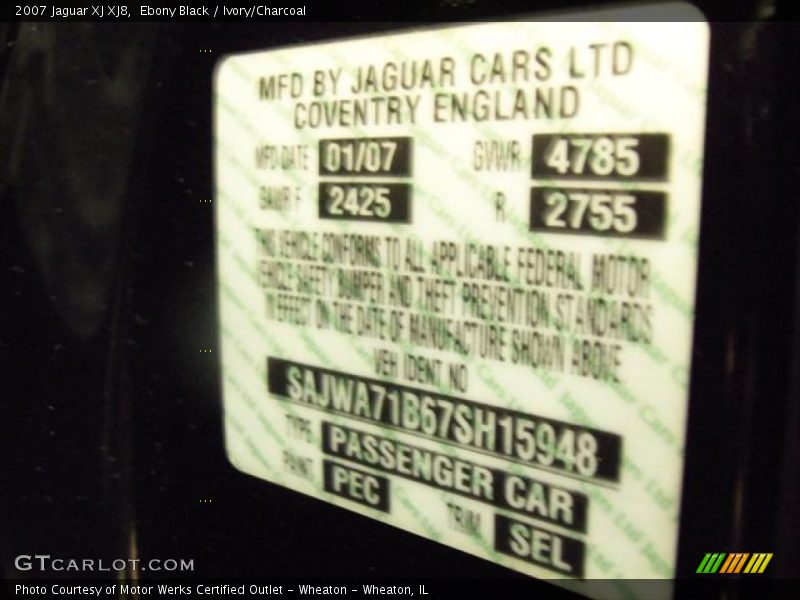 2007 Jaguar XJ XJ8,  Ebony Black / Ivory/Charcoal
MFD BY JAGUAR CARS LTD
COVENTRY ENGLAND
MFD DATE 01/07 GVWR 4785
GAWR F 2425 R 2755
THIS VEHICLE CONFORMS TO ALL APPLICABLE FEDERAL MOTOR
VEHICLE SAFETY BUMPER AND THEFT PREVENTION STANDARDS
IN EFFECT ON THE DATE OF MANUFACTURE SHOWN ABOVE
VEH IDENT NO
SAJWA71B67SH15948
TYPE PASSENGER CAR
PAINT PEC TRIM SEL
GTCARLOT.COM
Photo Courtesy of Motor Werks Certified Outlet - Wheaton - Wheaton, IL